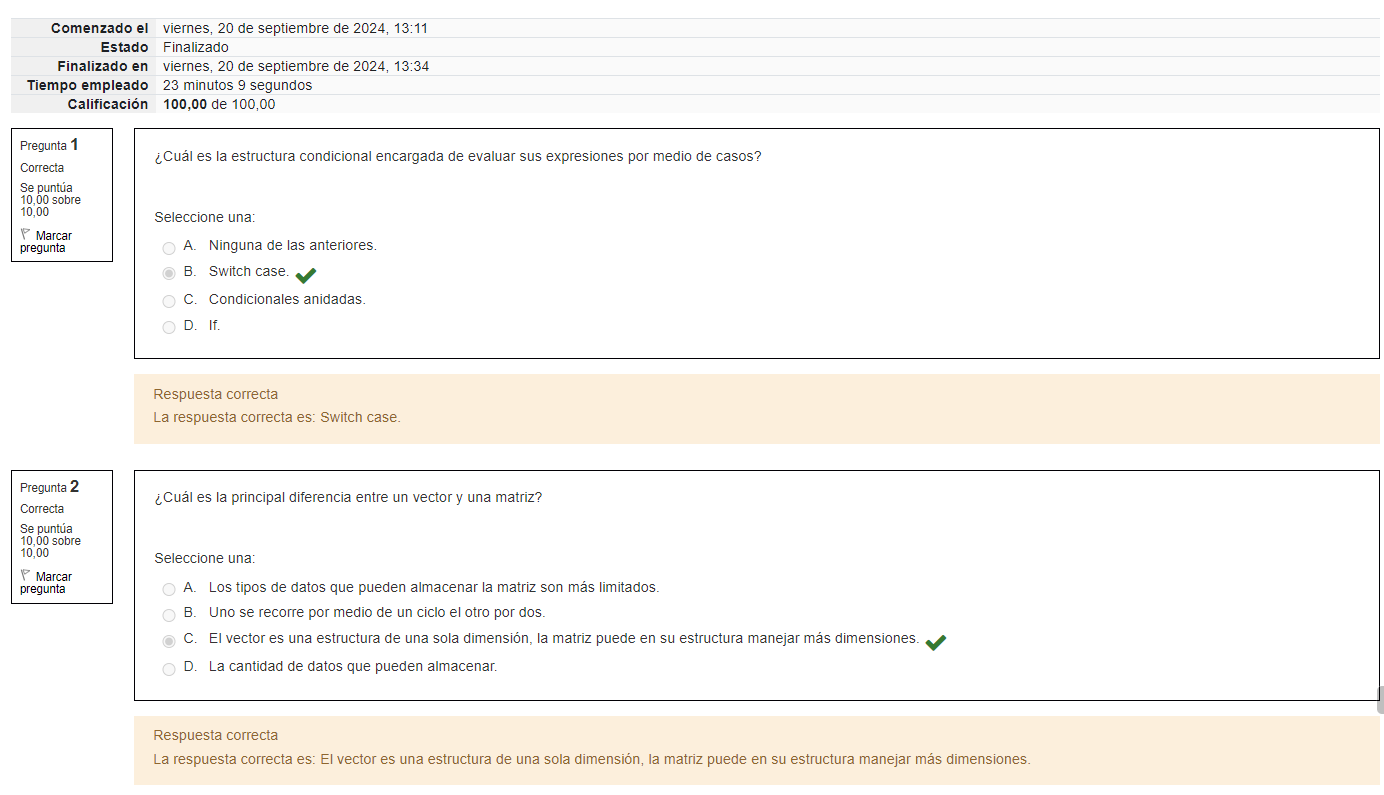 Comenzado el viernes, 20 de septiembre de 2024, 13:11
Estado Finalizado
Finalizado en viernes, 20 de septiembre de 2024, 13:34
Tiempo empleado 23 minutos 9 segundos
Calificación 100,00 de 100,00
Pregunta 1
Correcta
Se puntúa
10,00 sobre
10,00
Marcar
pregunta
¿Cuál es la estructura condicional encargada de evaluar sus expresiones por medio de casos?
Seleccione una:
A. Ninguna de las anteriores.
B. Switch case.
C. Condicionales anidadas.
D. If.
Respuesta correcta
La respuesta correcta es: Switch case.
Pregunta 2
Correcta
Se puntúa
10,00 sobre
10,00
Marcar
pregunta
¿Cuál es la principal diferencia entre un vector y una matriz?
Seleccione una:
A. Los tipos de datos que pueden almacenar la matriz son más limitados.
B. Uno se recorre por medio de un ciclo el otro por dos.
C. El vector es una estructura de una sola dimensión, la matriz puede en su estructura manejar más dimensiones.
D. La cantidad de datos que pueden almacenar.
Respuesta correcta
La respuesta correcta es: El vector es una estructura de una sola dimensión, la matriz puede en su estructura manejar más dimensiones.